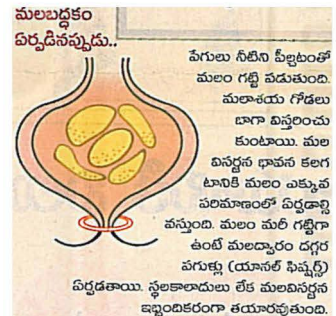 మలబద్ధకం
ఏర్పడినప్పుడు..
పేగులు నీటిని పీల్చటంతో
మలం గట్టి పడుతుంది.
మలాశయ గోడలు
బాగా విస్తరించు
కుంటాయి. మల
విసర్జన భావన కలగ
టానికి మలం ఎక్కువ
పరిమాణంలో ఏర్పడాల్సి
వస్తుంది. మలం మరీ గట్టిగా
ఉంటే మలద్వారం దగ్గర
పగుళ్లు (యానల్ ఫిష్షర్స్)
ఏర్పడతాయి. స్థలకాలాదులు లేక మలవిసర్జన
ఇబ్బందికరంగా తయారవుతుంది.